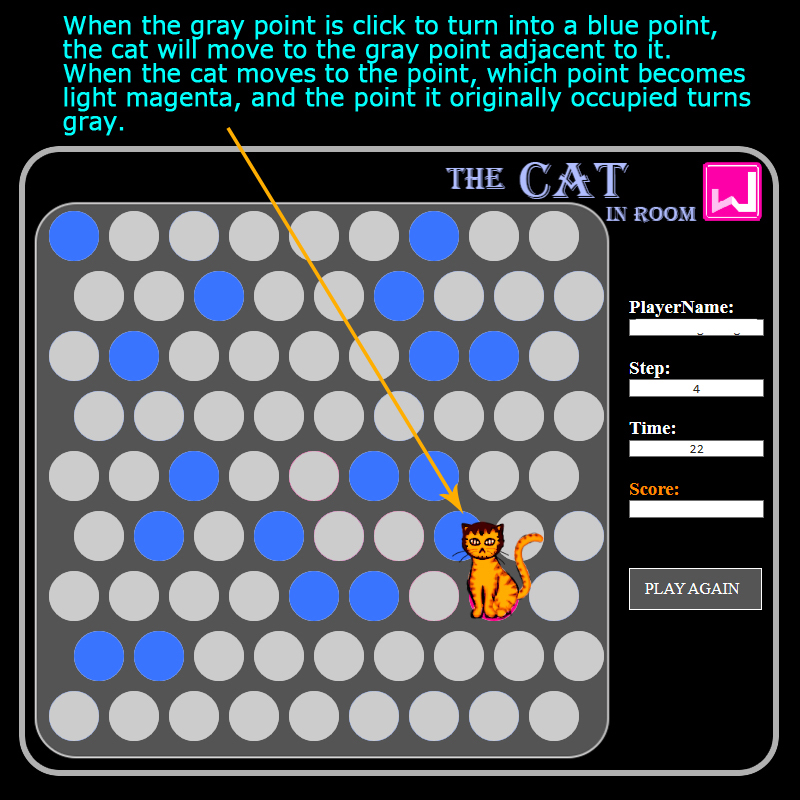 When the gray point is click to turn into a blue point,
the cat will move to the gray point adjacent to it.
When the cat moves to the point, which point becomes
light magenta, and the point it originally occupied turns
gray.
THE CAT
IN ROOM
PlayerName:
Step:
4
Time:
22
Score:
PLAY AGAIN